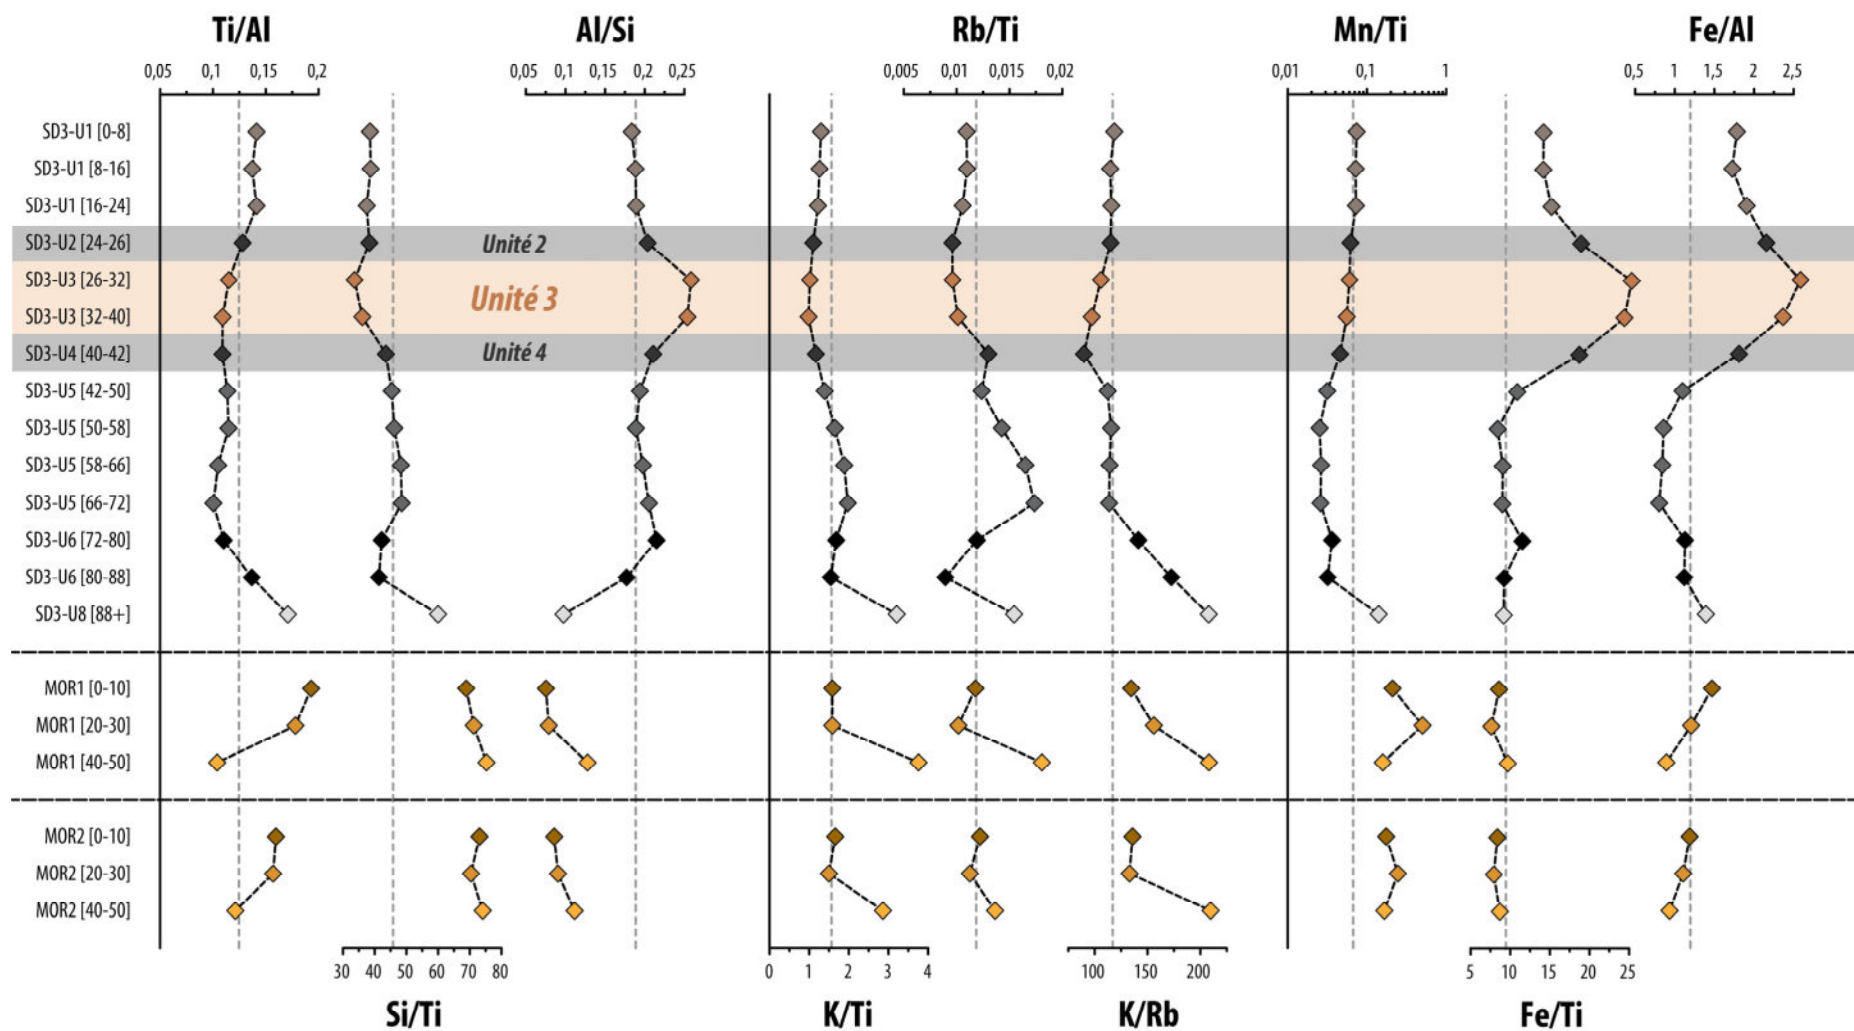 Ti/Al Al/Si Rb/Ti Mn/Ti Fe/Al
0,05 0,1 0,15 0,2 0,05 0,1 0,15 0,2 0,25 0,005 0,01 0,015 0,02 0,01 0,1 1 0,5 1 1,5 2 2,5
SD3-U1 [0-8]
SD3-U1 [8-16]
SD3-U1 [16-24]
SD3-U2 [24-26] Unité 2
SD3-U3 [26-32]
Unité 3
SD3-U3 [32-40]
SD3-U4 [40-42] Unité 4
SD3-U5 [42-50]
SD3-U5 [50-58]
SD3-U5 [58-66]
SD3-U5 [66-72]
SD3-U6 [72-80]
SD3-U6 [80-88]
SD3-U8 [88+]
MOR1 [0-10]
MOR1 [20-30]
MOR1 [40-50]
MOR2 [0-10]
MOR2 [20-30]
MOR2 [40-50]
30 40 50 60 70 80 0 1 2 3 4 100 150 200 5 10 15 20 25
Si/Ti K/Ti K/Rb Fe/Ti